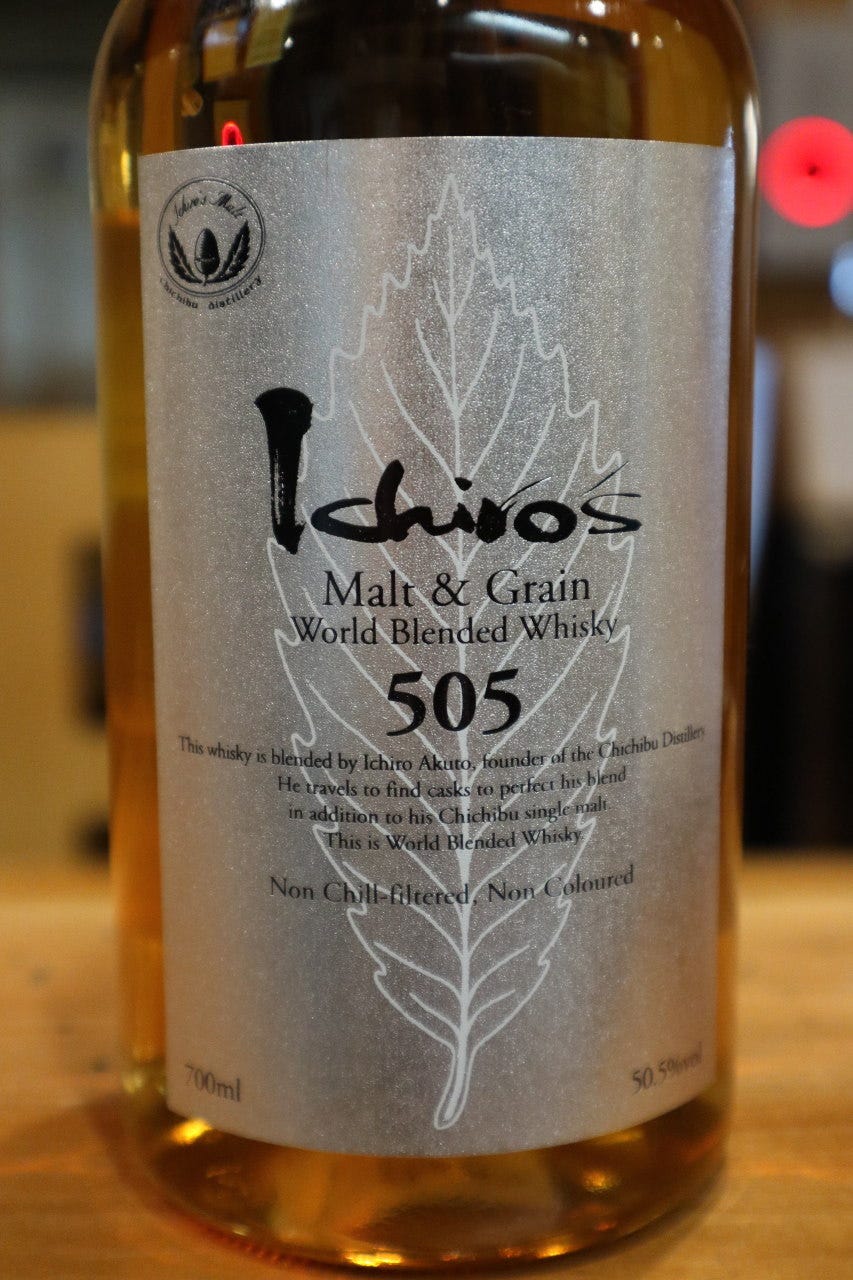 Ichiro's Malt
Chichibu distillery
Ichiro's
Malt & Grain
World Blended Whisky
505
This whisky is blended by Ichiro Akuto, founder of the Chichibu Distillery
He travels to find casks to perfect his blend
in addition to his Chichibu single malt.
This is World Blended Whisky.
Non Chill-filtered, Non Coloured
700ml
50.5%vol